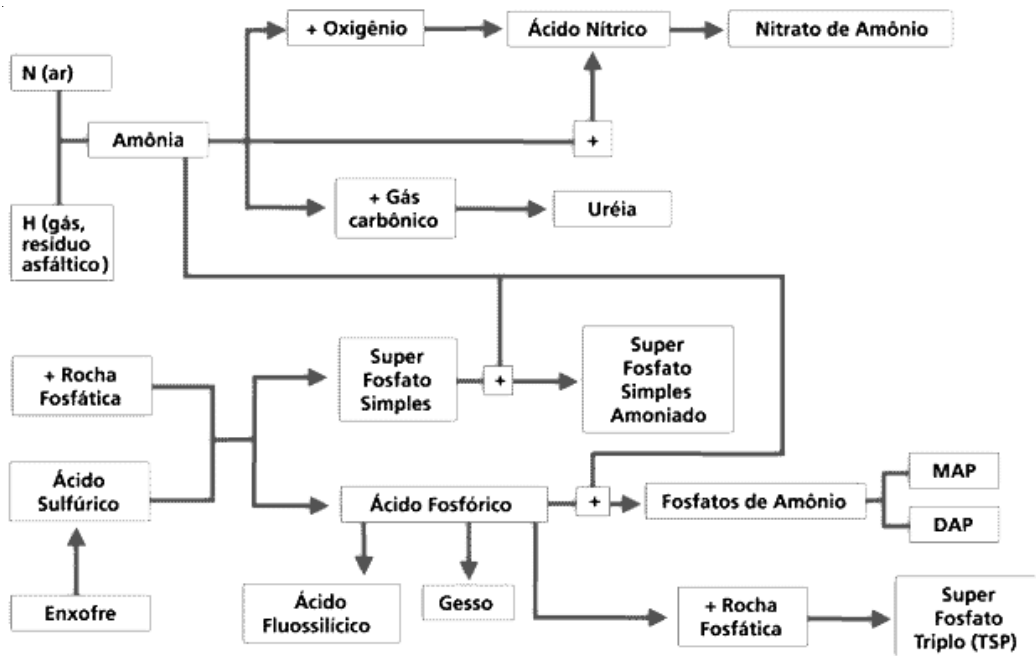 + Oxigênio
Ácido Nítrico
Nitrato de Amônio
N (ar)
Amônia
+
+ Gás
carbônico
Uréia
H (gás,
resíduo
asfáltico)
+ Rocha
Fosfática
Super
Fosfato
Simples
+
Super
Fosfato
Simples
Amoniado
Ácido
Sulfúrico
Ácido Fosfórico
+
Fosfatos de Amônio
MAP
DAP
Enxofre
Ácido
Fluossilícico
Gesso
+ Rocha
Fosfática
Super
Fosfato
Triplo (TSP)